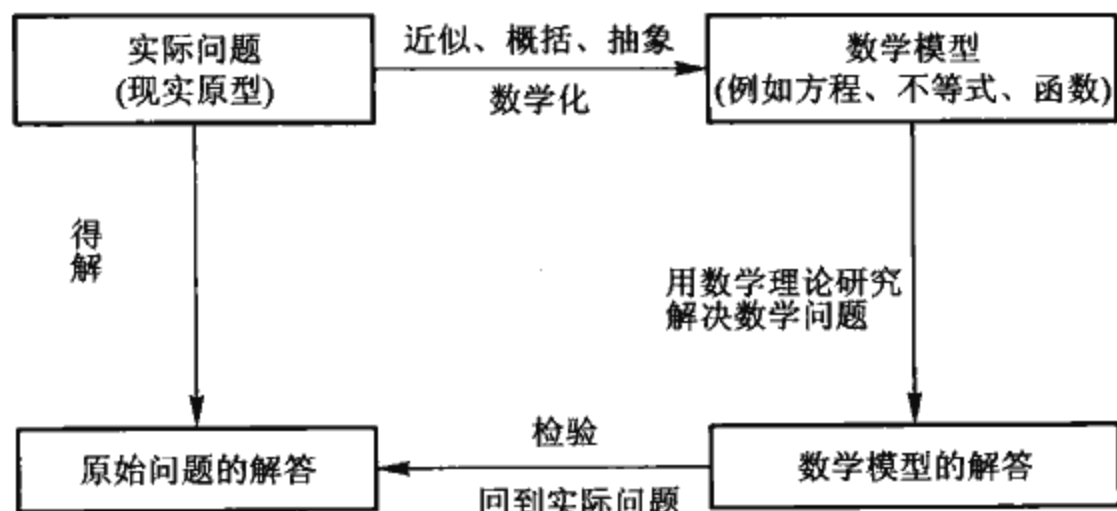 实际问题
(现实原型)
近似、概括、抽象
数学化
数学模型
(例如方程、不等式、函数)
得
解
用数学理论研究
解决数学问题
原始问题的解答
检验
回到实际问题
数学模型的解答